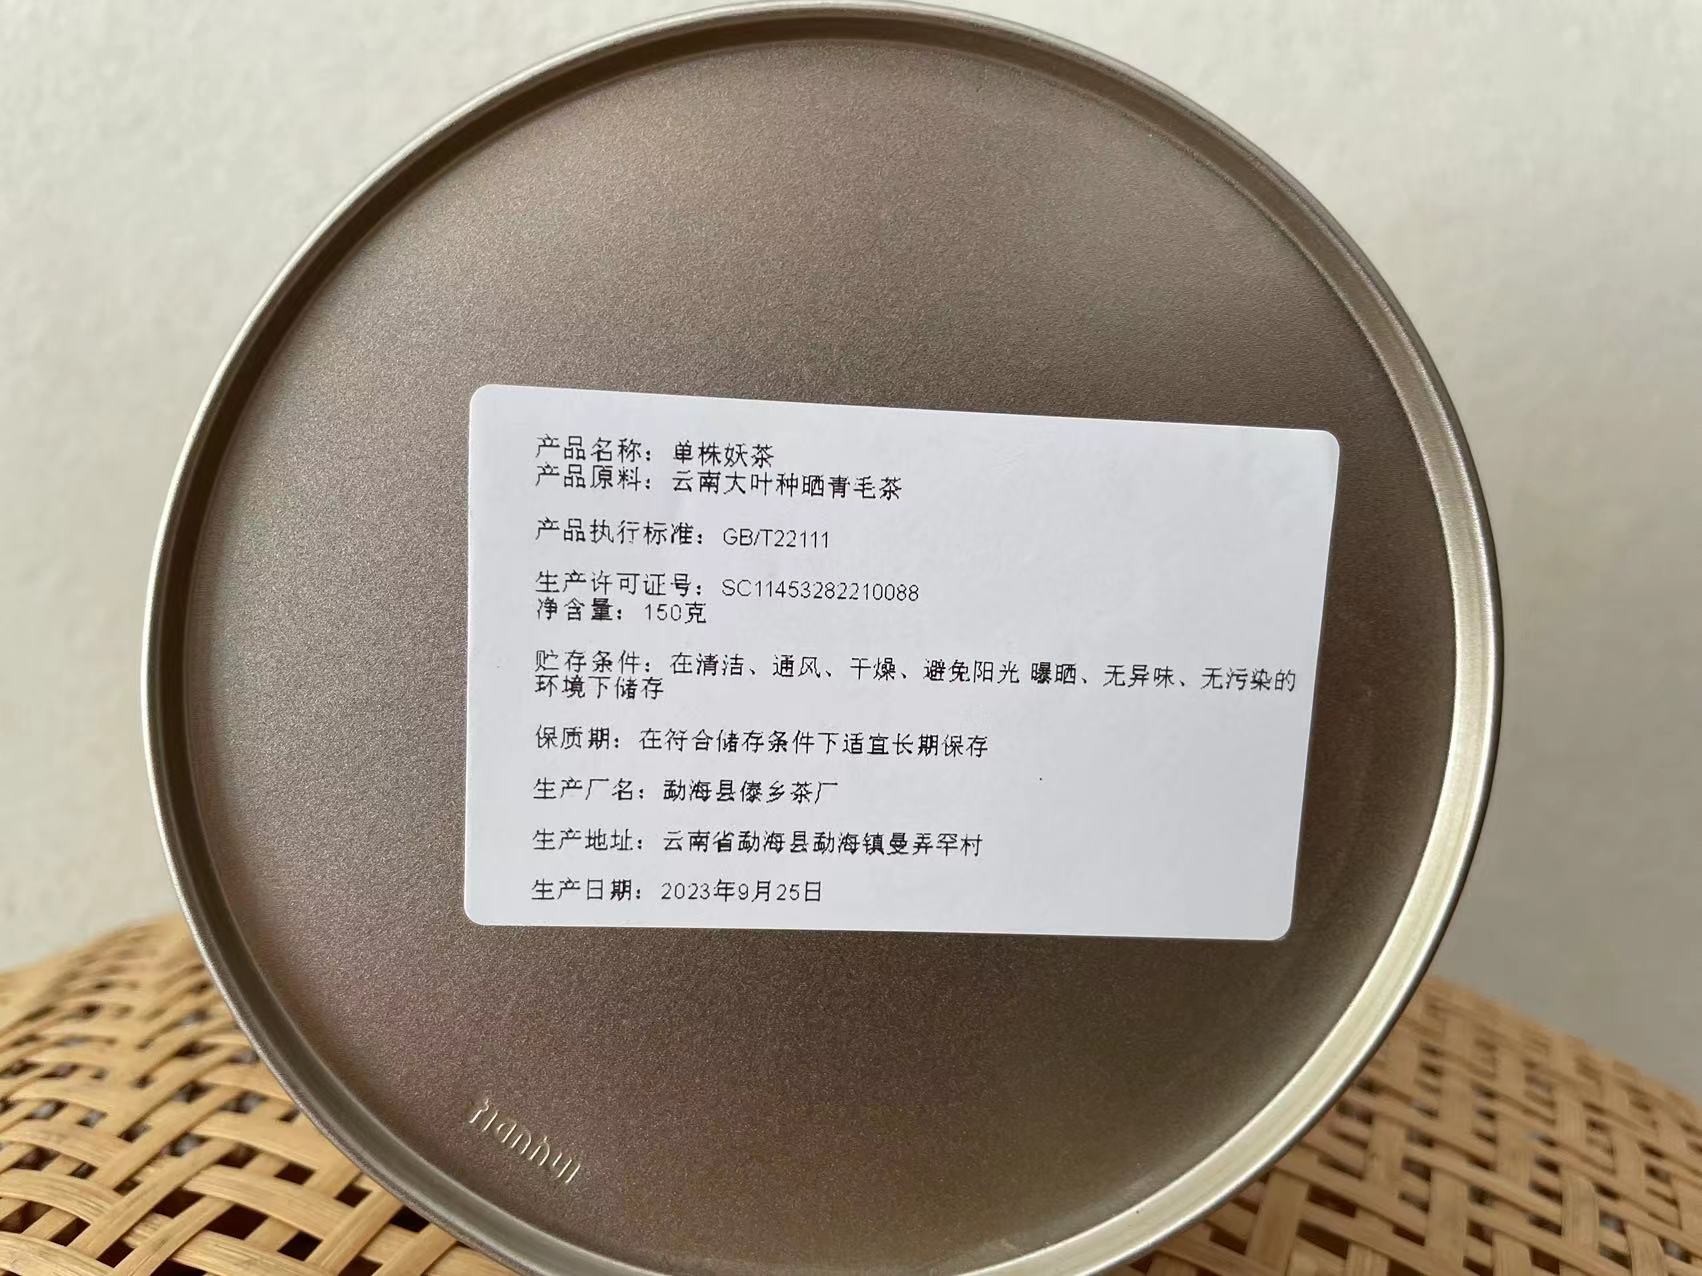 产品名称：单株妖茶
产品原料：云南大叶种晒青毛茶
产品执行标准：GB/T22111
生产许可证号：SC11453282210088
净含量：150克
贮存条件：在清洁、通风、干燥、避免阳光 曝晒、无异味、无污染的
环境下储存
保质期：在符合储存条件下适宜长期保存
生产厂名：勐海县傣乡茶厂
生产地址：云南省勐海县勐海镇曼弄罕村
生产日期：2023年9月25日